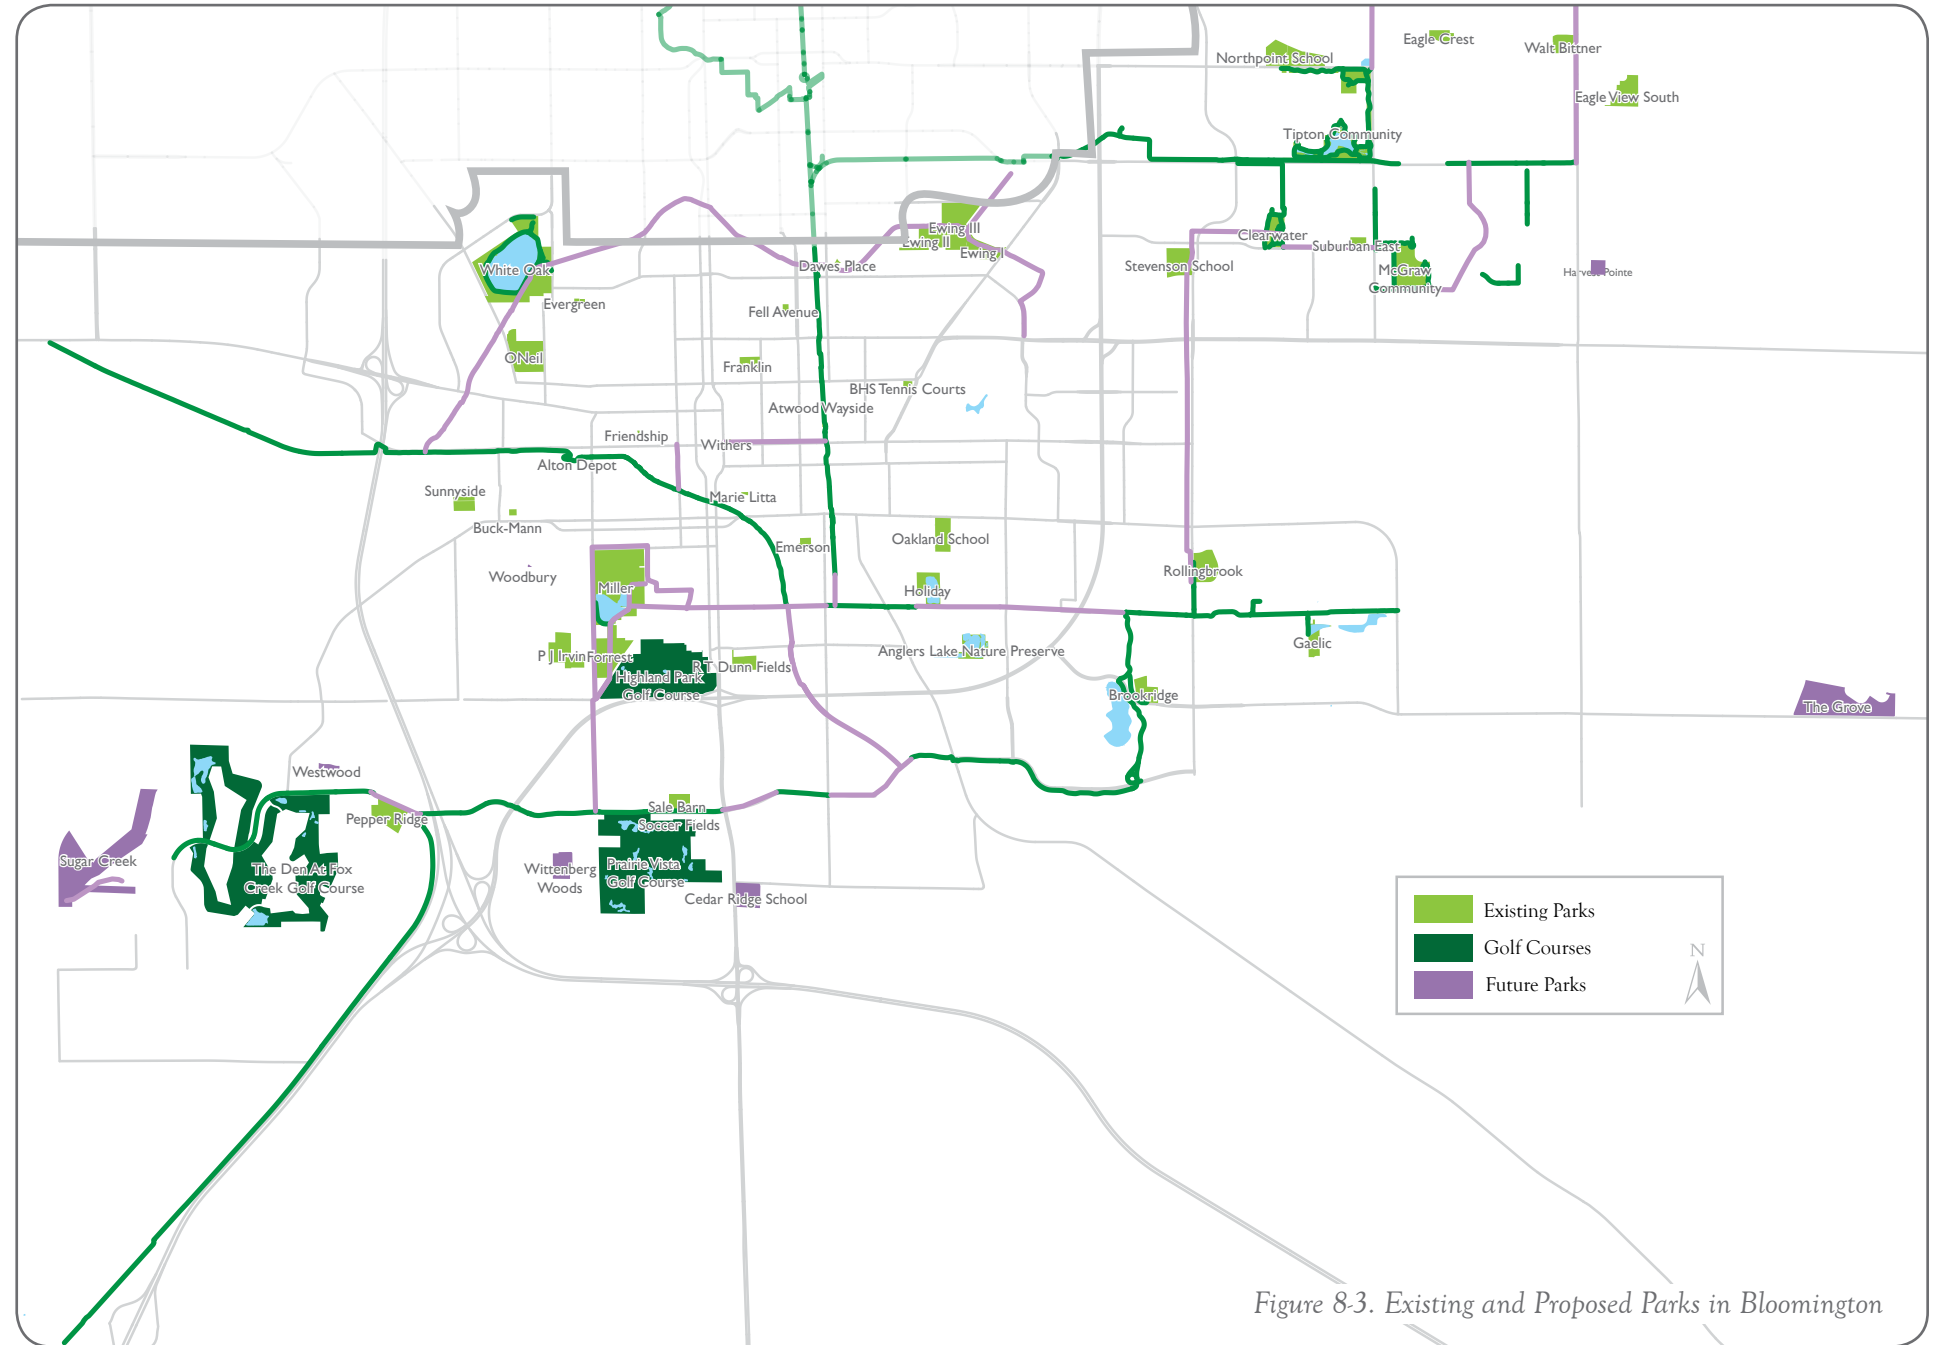 Eagle Crest
Walt Bittner
Northpoint School
Eagle View South
Tipton Community
Ewing III
Ewing II
Ewing I
Clearwater
Suburban East
White Oak
Dawes Place
Stevenson School
McGraw
Community
Harvest Pointe
Evergreen
Fell Avenue
ONeil
Franklin
BHS Tennis Courts
Atwood Wayside
Friendship
Withers
Alton Depot
Sunnyside
Marie Litta
Buck-Mann
Emerson
Oakland School
Woodbury
Miller
Holiday
Rollingbrook
P J Irvin
Forrest
R T Dunn Fields
Anglers Lake Nature Preserve
Gaelic
Highland Park
Golf Course
Brookridge
The Grove
Westwood
Pepper Ridge
Sale Barn
Soccer Fields
Sugar Creek
The Den At Fox
Creek Golf Course
Wittenberg
Woods
Prairie Vista
Golf Course
Cedar Ridge School
Existing Parks
Golf Courses
Future Parks
N
Figure 8-3. Existing and Proposed Parks in Bloomington